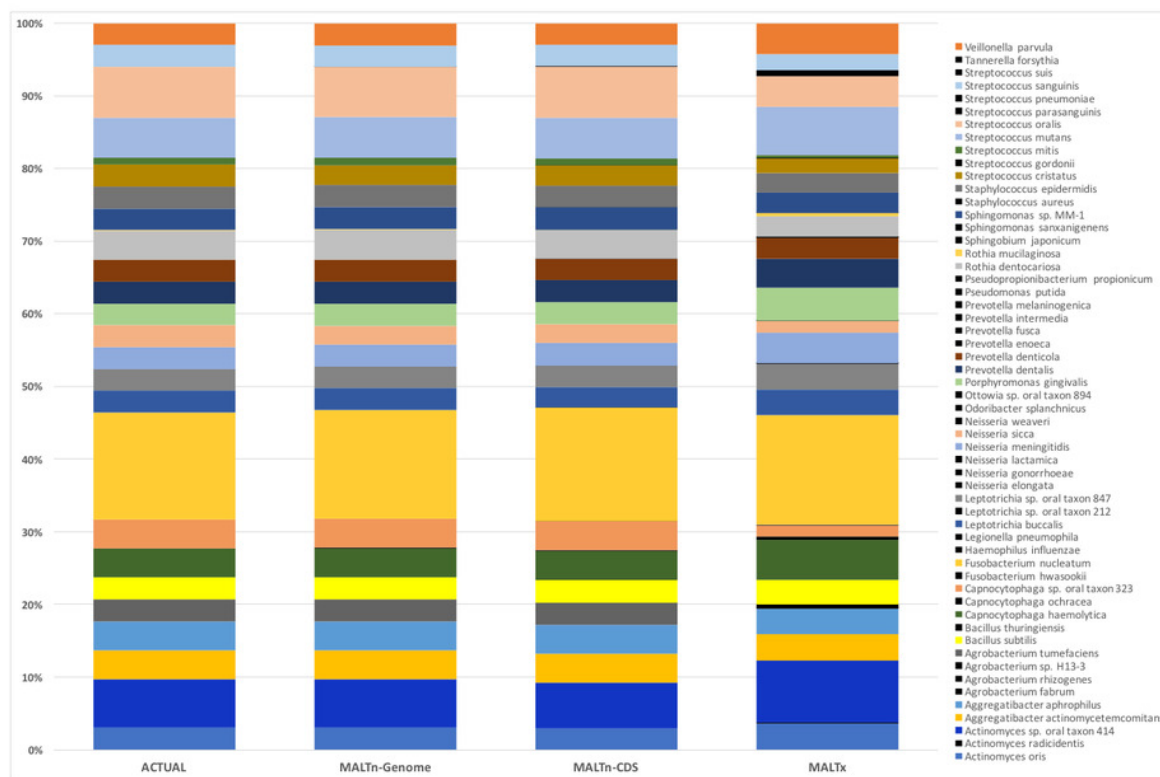 100%
90%
80%
70%
60%
50%
40%
30%
20%
10%
0%
ACTUAL MALTn-Genome MALTn-CDS MALTx
Veillonella parvula
Tannerella forsythia
Streptococcus suis
Streptococcus sanguinis
Streptococcus pneumoniae
Streptococcus parasanguinis
Streptococcus oralis
Streptococcus mutans
Streptococcus mitis
Streptococcus gordonii
Streptococcus cristatus
Staphylococcus epidermidis
Staphylococcus aureus
Sphingomonas sp. MM-1
Sphingomonas sanxanigenens
Sphingobium japonicum
Rothia mucilaginosa
Rothia dentocariosa
Pseudopropionibacterium propionicum
Pseudomonas putida
Prevotella melaninogenica
Prevotella intermedia
Prevotella fusca
Prevotella enoeca
Prevotella denticola
Prevotella dentalis
Porphyromonas gingivalis
Ottowia sp. oral taxon 894
Odoribacter splanchnicus
Neisseria weaveri
Neisseria sicca
Neisseria meningitidis
Neisseria lactamica
Neisseria gonorrhoeae
Neisseria elongata
Leptotrichia sp. oral taxon 847
Leptotrichia sp. oral taxon 212
Leptotrichia buccalis
Legionella pneumophila
Haemophilus influenzae
Fusobacterium nucleatum
Fusobacterium hwasookii
Capnocytophaga sp. oral taxon 323
Capnocytophaga ochracea
Capnocytophaga haemolytica
Bacillus thuringiensis
Bacillus subtilis
Agrobacterium tumefaciens
Agrobacterium sp. H13-3
Agrobacterium rhizogenes
Agrobacterium fabrum
Aggregatibacter aphrophilus
Aggregatibacter actinomycetemcomitan
Actinomyces sp. oral taxon 414
Actinomyces radicidentis
Actinomyces oris